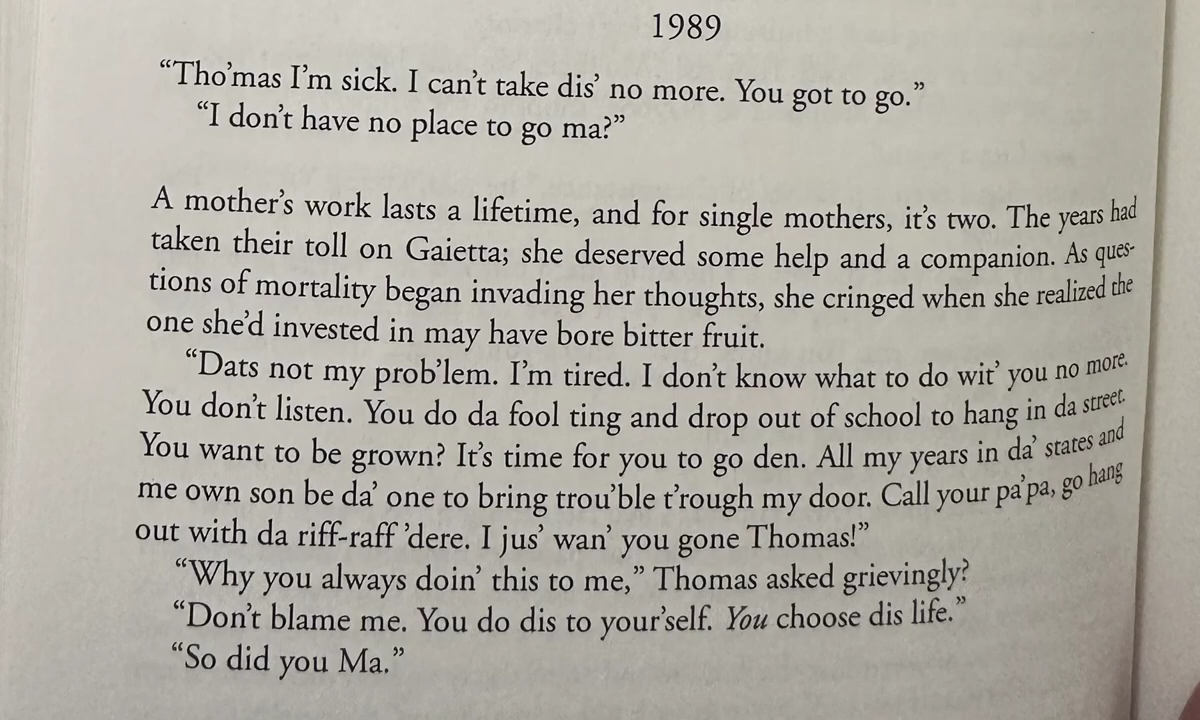 1989
“Tho’mas I’m sick. I can’t take dis’ no more. You got to go.”
“I don’t have no place to go ma?”
A mother’s work lasts a lifetime, and for single mothers, it’s two. The years had
taken their toll on Gaietta; she deserved some help and a companion. As ques-
tions of mortality began invading her thoughts, she cringed when she realized the
one she’d invested in may have bore bitter fruit.
“Dats not my prob’lem. I’m tired. I don’t know what to do wit’ you no more.
You don’t listen. You do da fool ting and drop out of school to hang in da street.
You want to be grown? It’s time for you to go den. All my years in da’ states and
me own son be da’ one to bring trou’ble t’rough my door. Call your pa’pa, go hang
out with da riff-raff ’dere. I jus’ wan’ you gone Thomas!”
“Why you always doin’ this to me,” Thomas asked grievingly?
“Don’t blame me. You do dis to your’self. You choose dis life.”
“So did you Ma.”